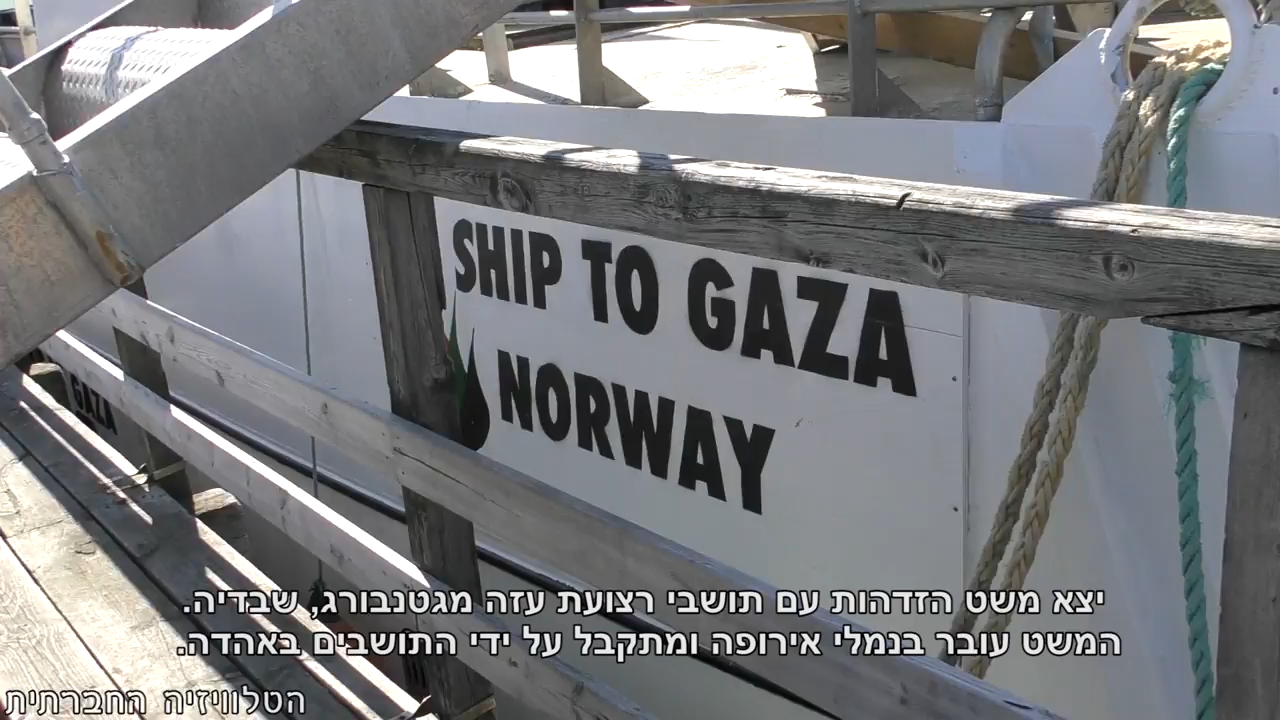 SHIP TO GAZA
NORWAY
GAZA
יצא משט הזדהות עם תושבי רצועת עזה מגטנבורג, שבדיה.
המשט עובר בנמלי אירופה ומתקבל על ידי התושבים באהדה.
הטלוויזיה החברתית